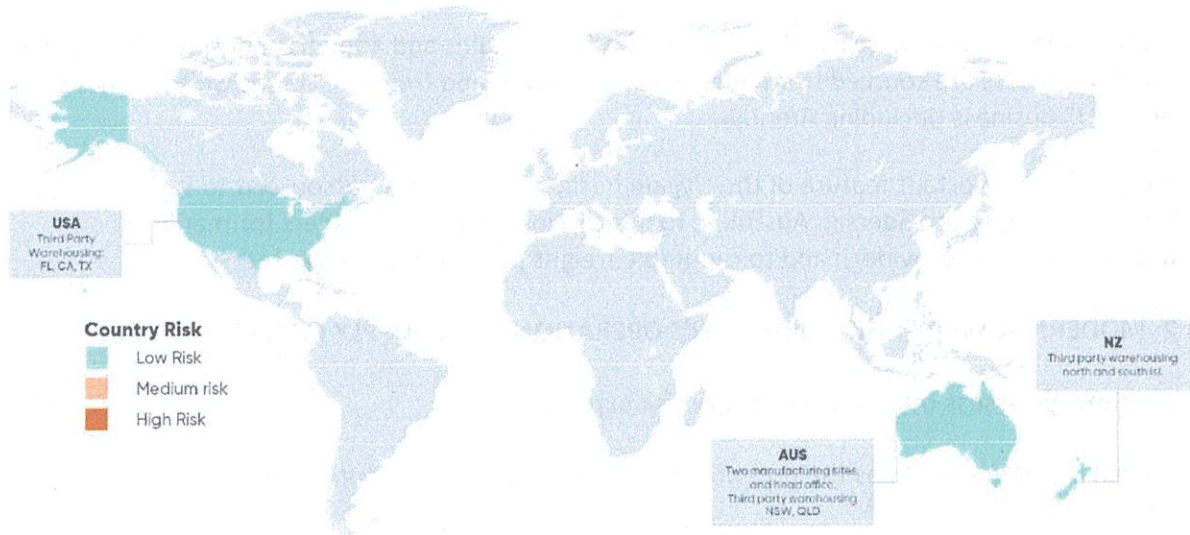 USA
Third Party
Warehousing:
FL, CA, TX
Country Risk
Low Risk
Medium risk
High Risk
NZ
Third party warehousing
north and south isl.
AUS
Two manufacturing sites,
and head office.
Third party warehousing
NSW, QLD